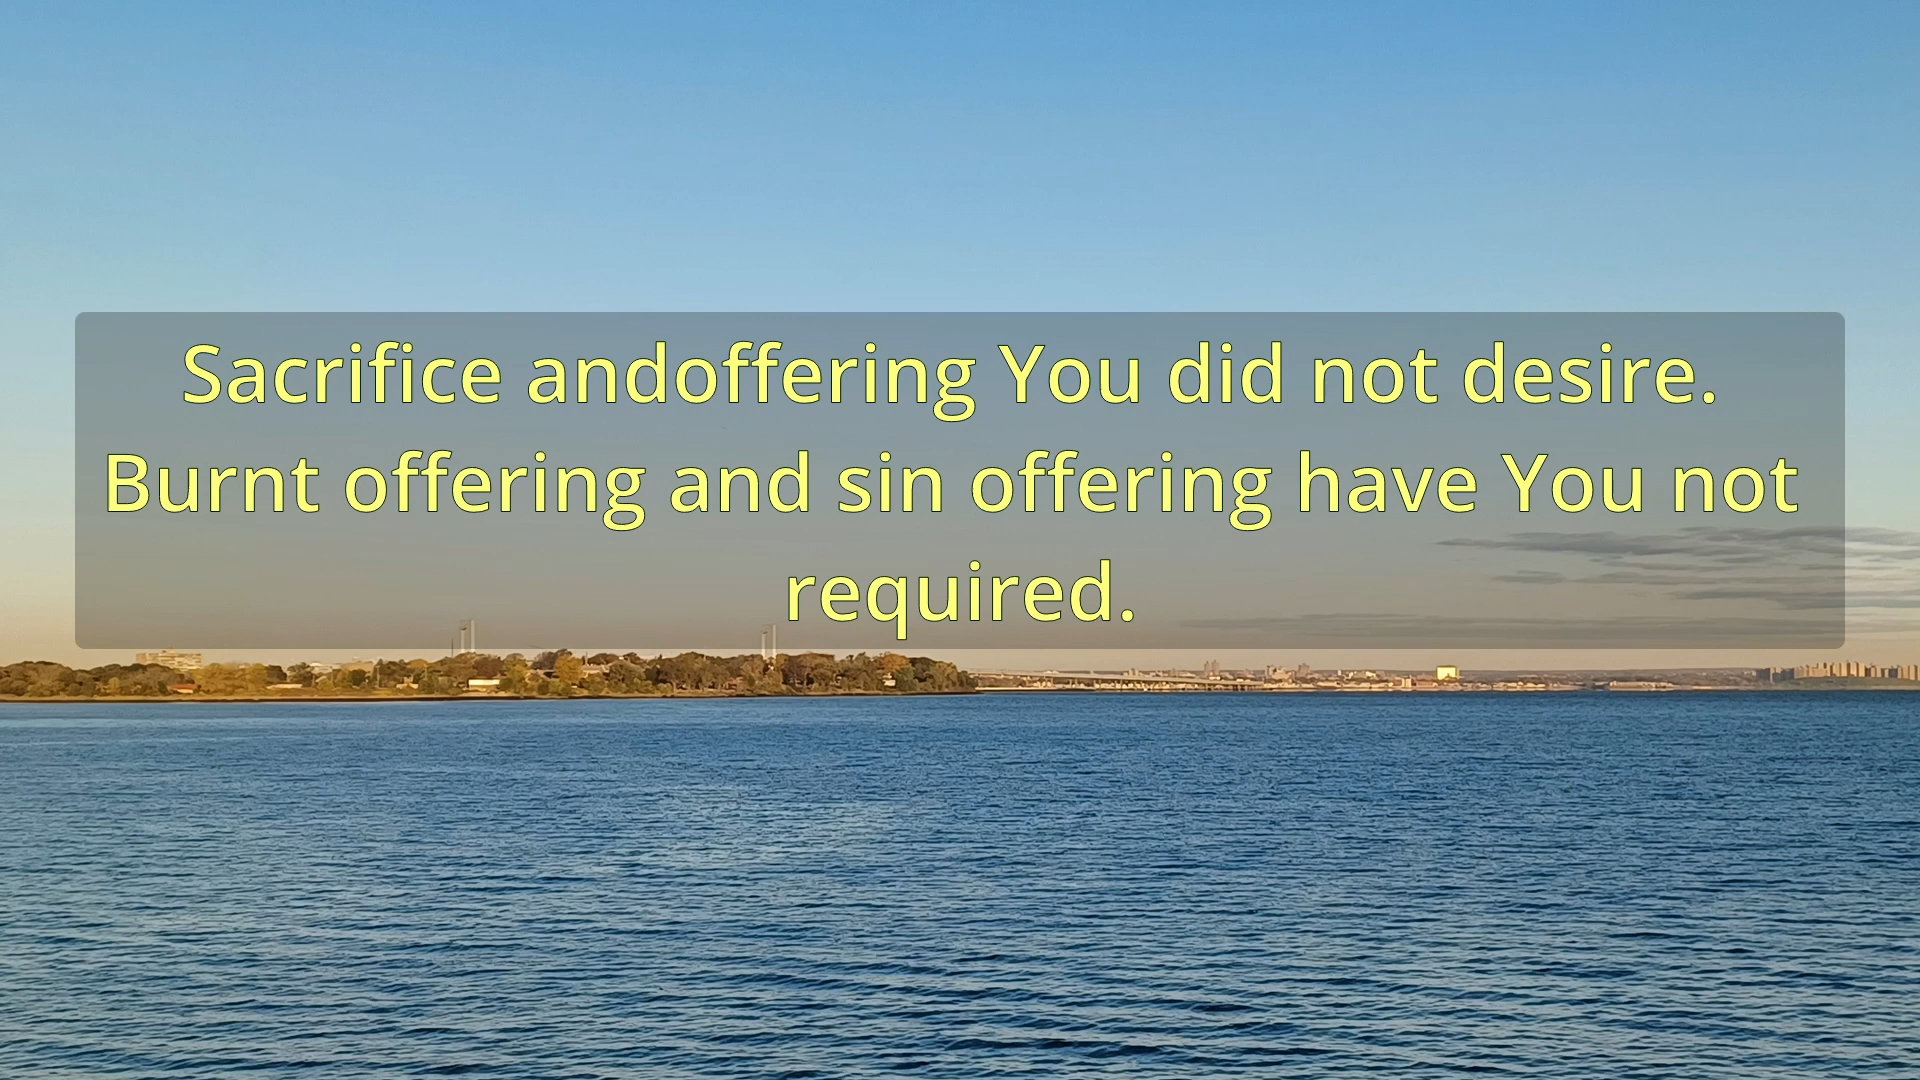 Sacrifice andoffering You did not desire.
Burnt offering and sin offering have You not
required.